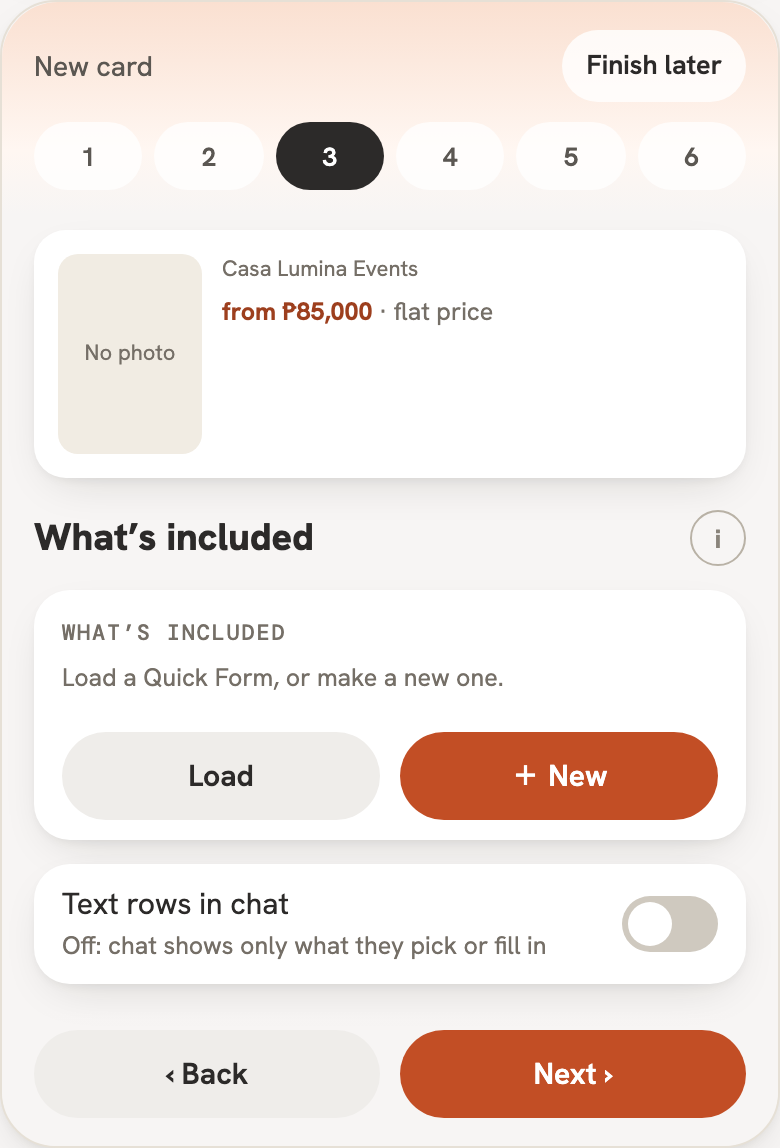 New card
Finish later
1 2 3 4 5 6
Casa Lumina Events
No photo
from ₱85,000 · flat price
What’s included
i
WHAT’S INCLUDED
Load a Quick Form, or make a new one.
Load
+ New
Text rows in chat
Off: chat shows only what they pick or fill in
‹ Back
Next ›